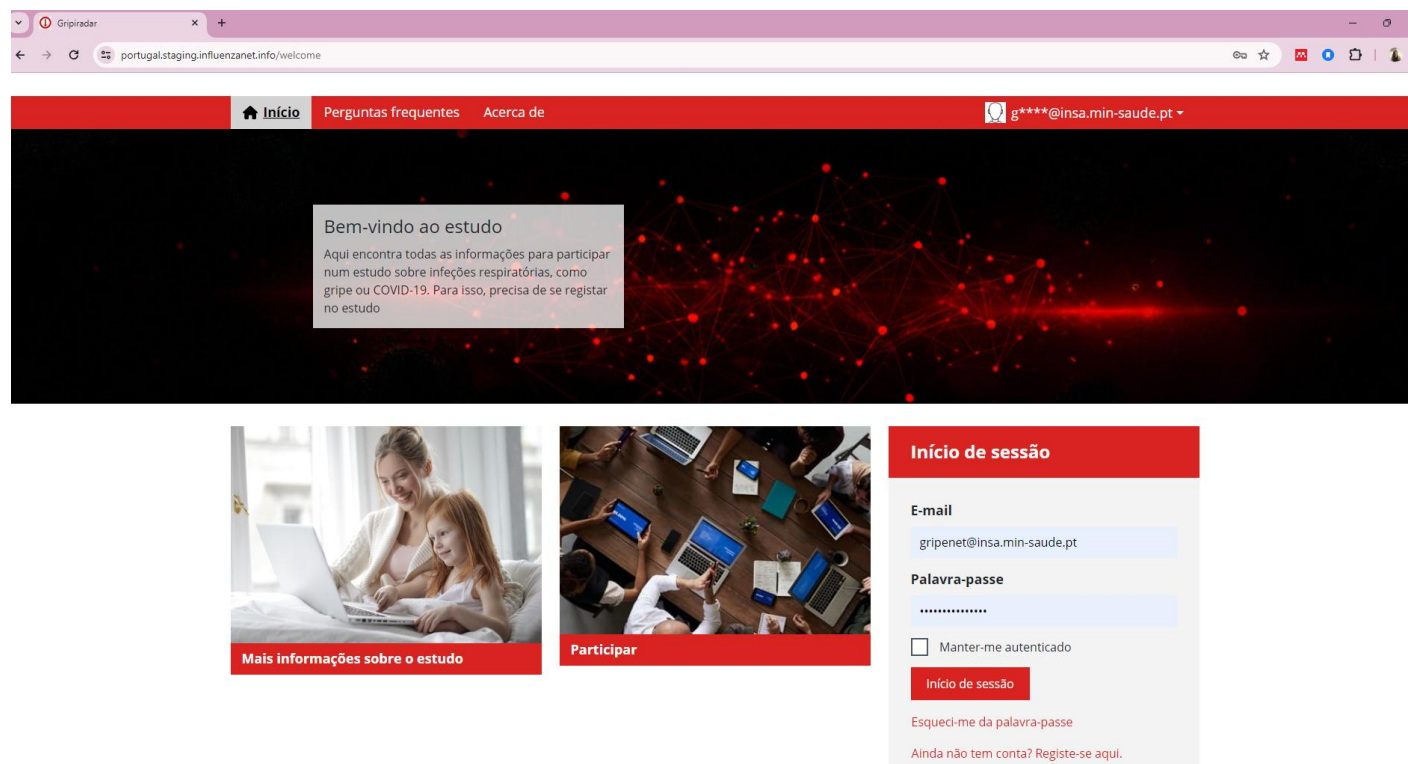 Gripiradar
portugal.staging.influenzanet.info/welcome
Início Perguntas frequentes Acerca de g****@insa.min-saude.pt
Bem-vindo ao estudo
Aqui encontra todas as informações para participar
num estudo sobre infeções respiratórias, como
gripe ou COVID-19. Para isso, precisa de se registar
no estudo
Mais informações sobre o estudo
Participar
Início de sessão
E-mail
gripenet@insa.min-saude.pt
Palavra-passe
•••••••••••••••
Manter-me autenticado
Início de sessão
Esqueci-me da palavra-passe
Ainda não tem conta? Registe-se aqui.